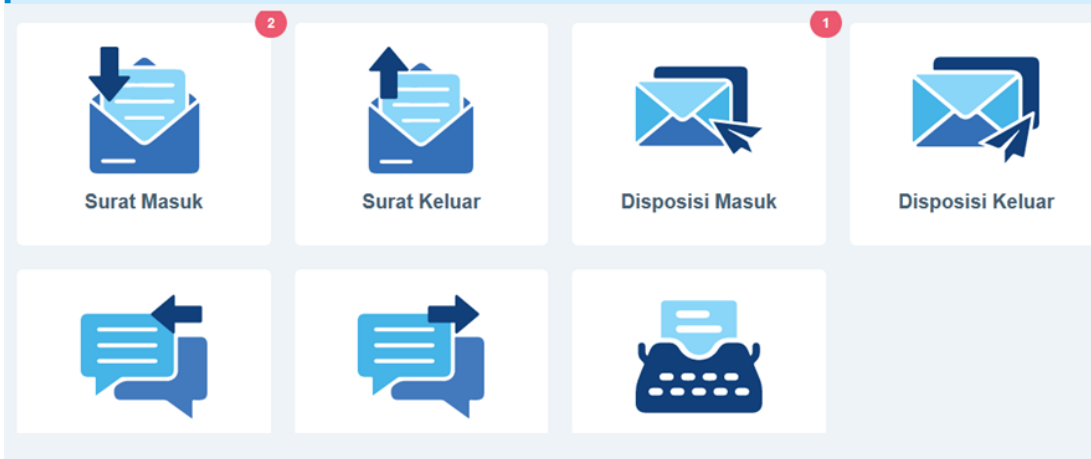 2
1
Surat Masuk
Surat Keluar
Disposisi Masuk
Disposisi Keluar